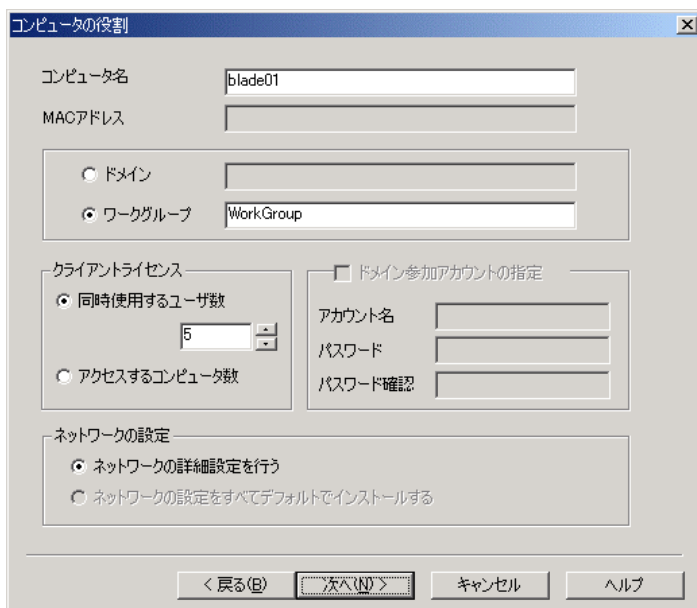 コンピュータの役割
コンピュータ名 blade01
MACアドレス
ドメイン
ワークグループ WorkGroup
クライアントライセンス
同時使用するユーザ数
5
アクセスするコンピュータ数
ドメイン参加アカウントの指定
アカウント名
パスワード
パスワード確認
ネットワークの設定
ネットワークの詳細設定を行う
ネットワークの設定をすべてデフォルトでインストールする
< 戻る(B) 次へ(N) > キャンセル ヘルプ